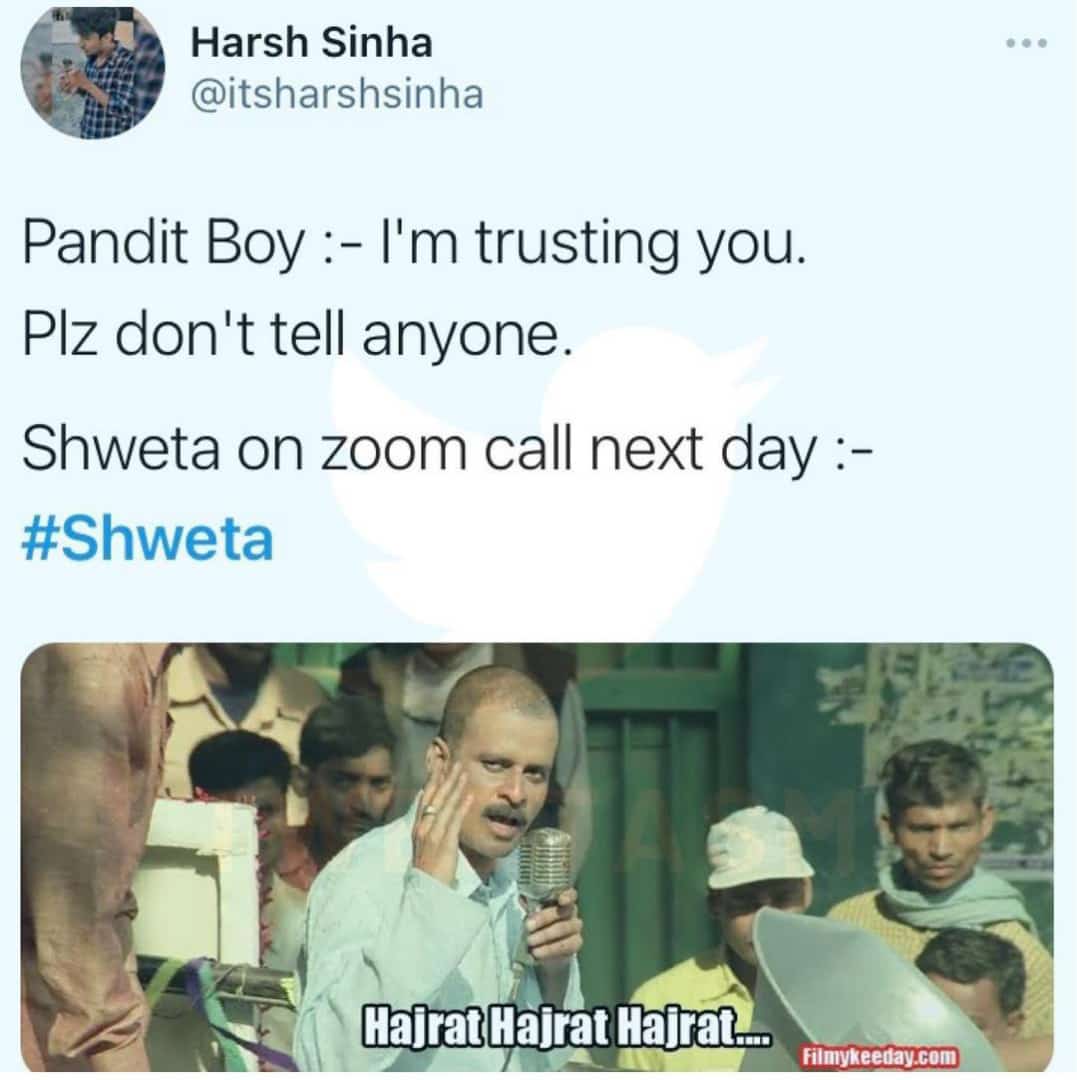 Harsh Sinha
@itsharshsinha
Pandit Boy :- I'm trusting you.
Plz don't tell anyone.
Shweta on zoom call next day :-
#Shweta
Hajrat Hajrat Hajrat....
Filmykeeday.com